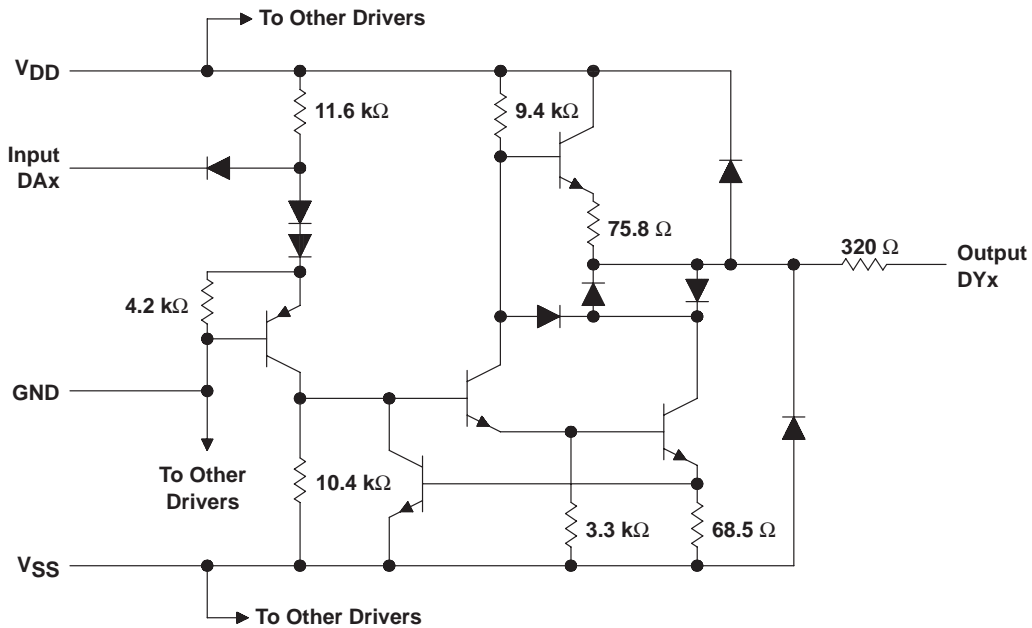 To Other Drivers
VDD
11.6 kΩ
9.4 kΩ
Input
DAx
75.8 Ω
320 Ω
Output
DYx
4.2 kΩ
GND
To Other
Drivers
10.4 kΩ
3.3 kΩ
68.5 Ω
VSS
To Other Drivers